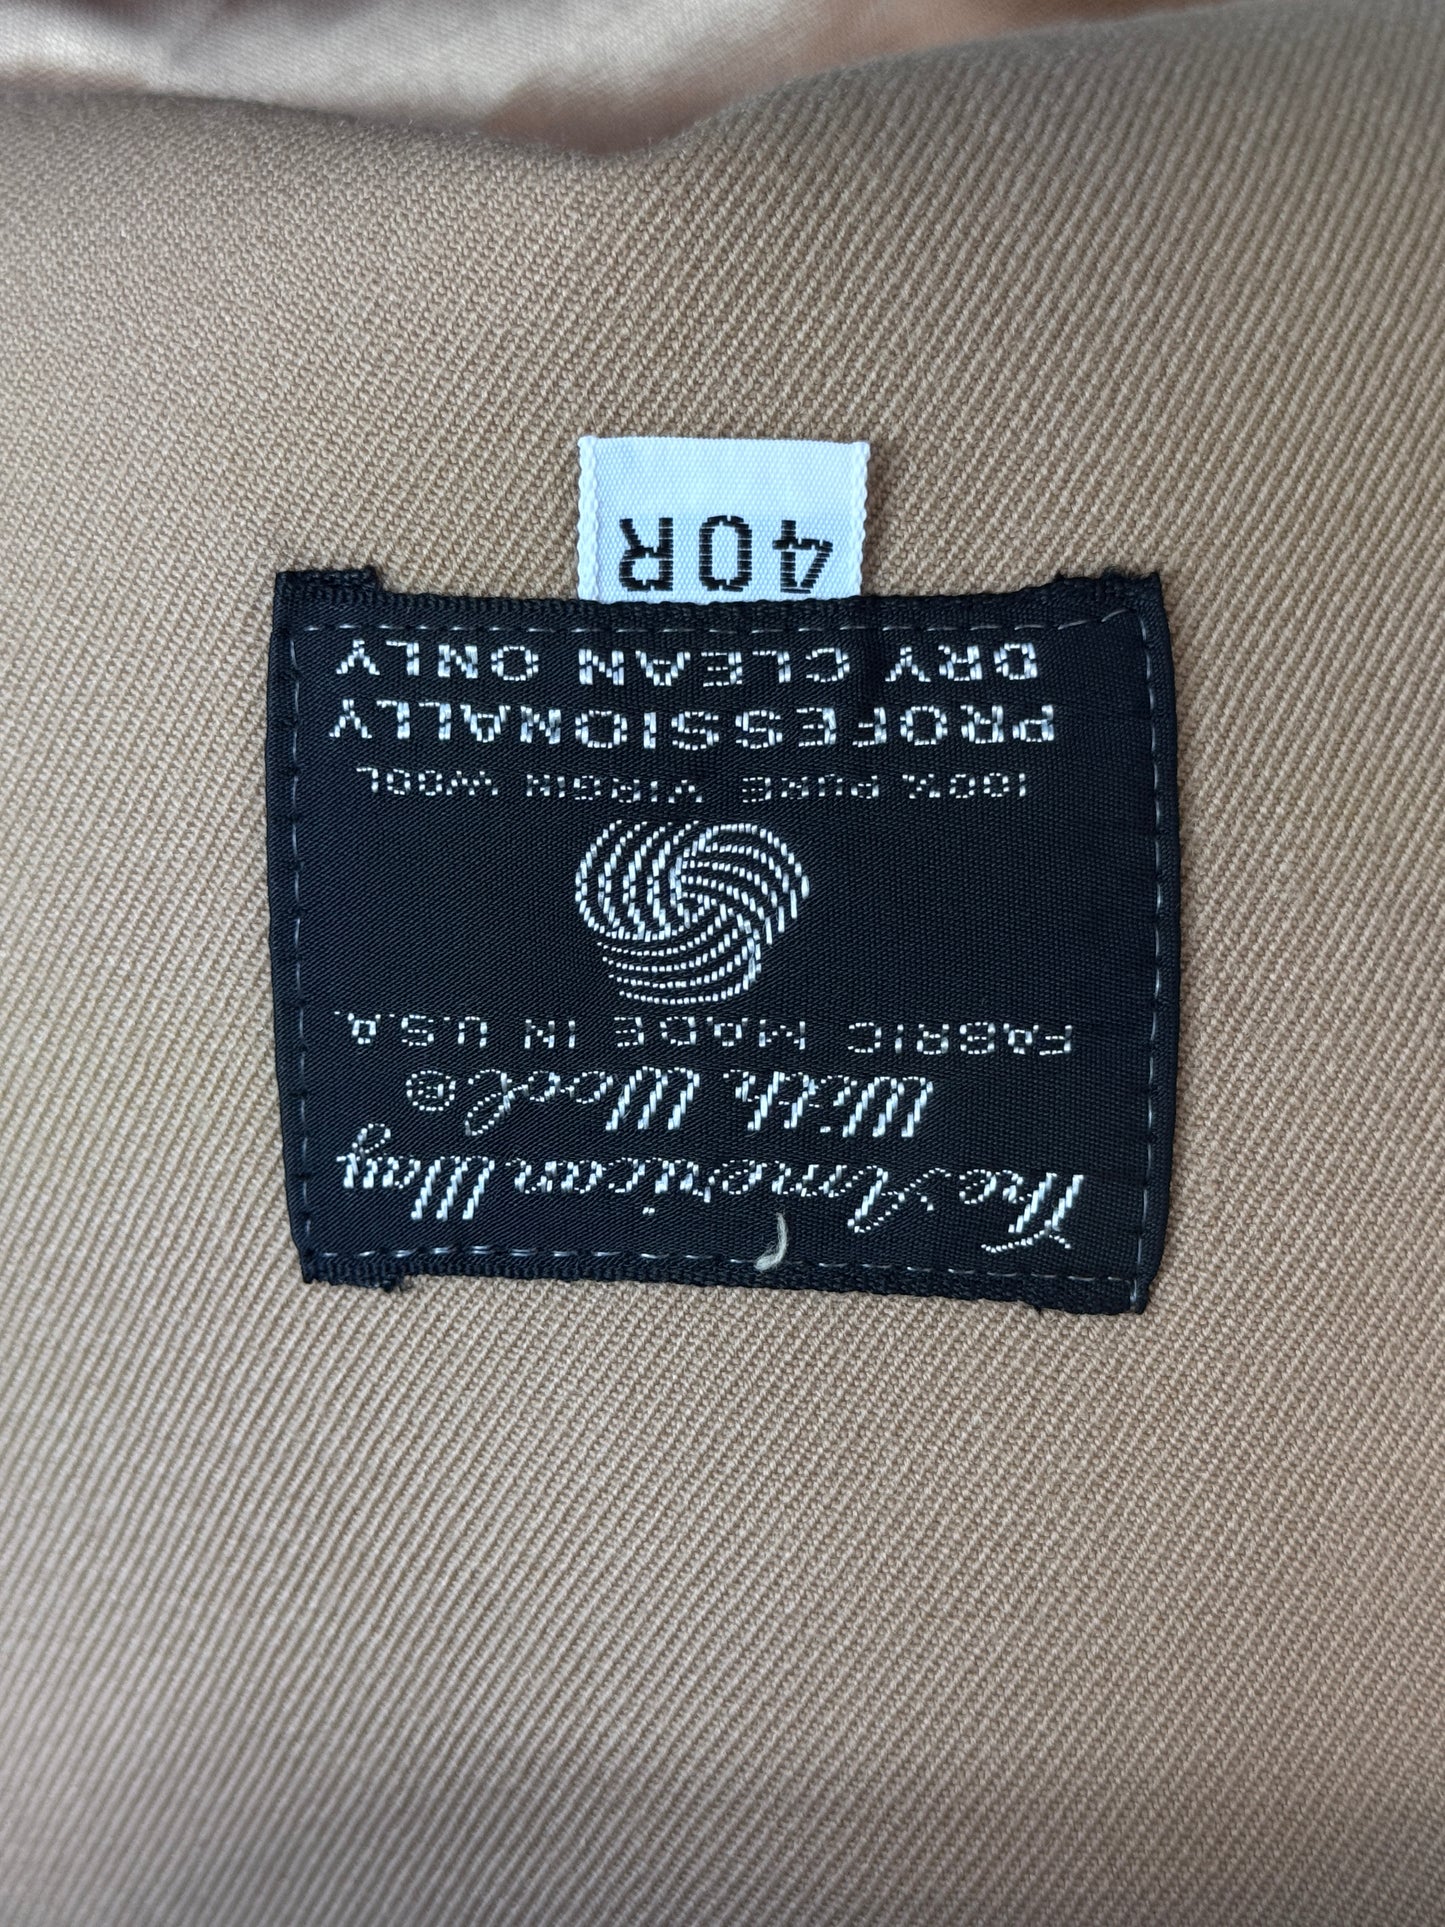 The American Way
With Wool®
FABRIC MADE IN U.S.A.
100% PURE VIRGIN WOOL
PROFESSIONALLY
DRY CLEAN ONLY
40R